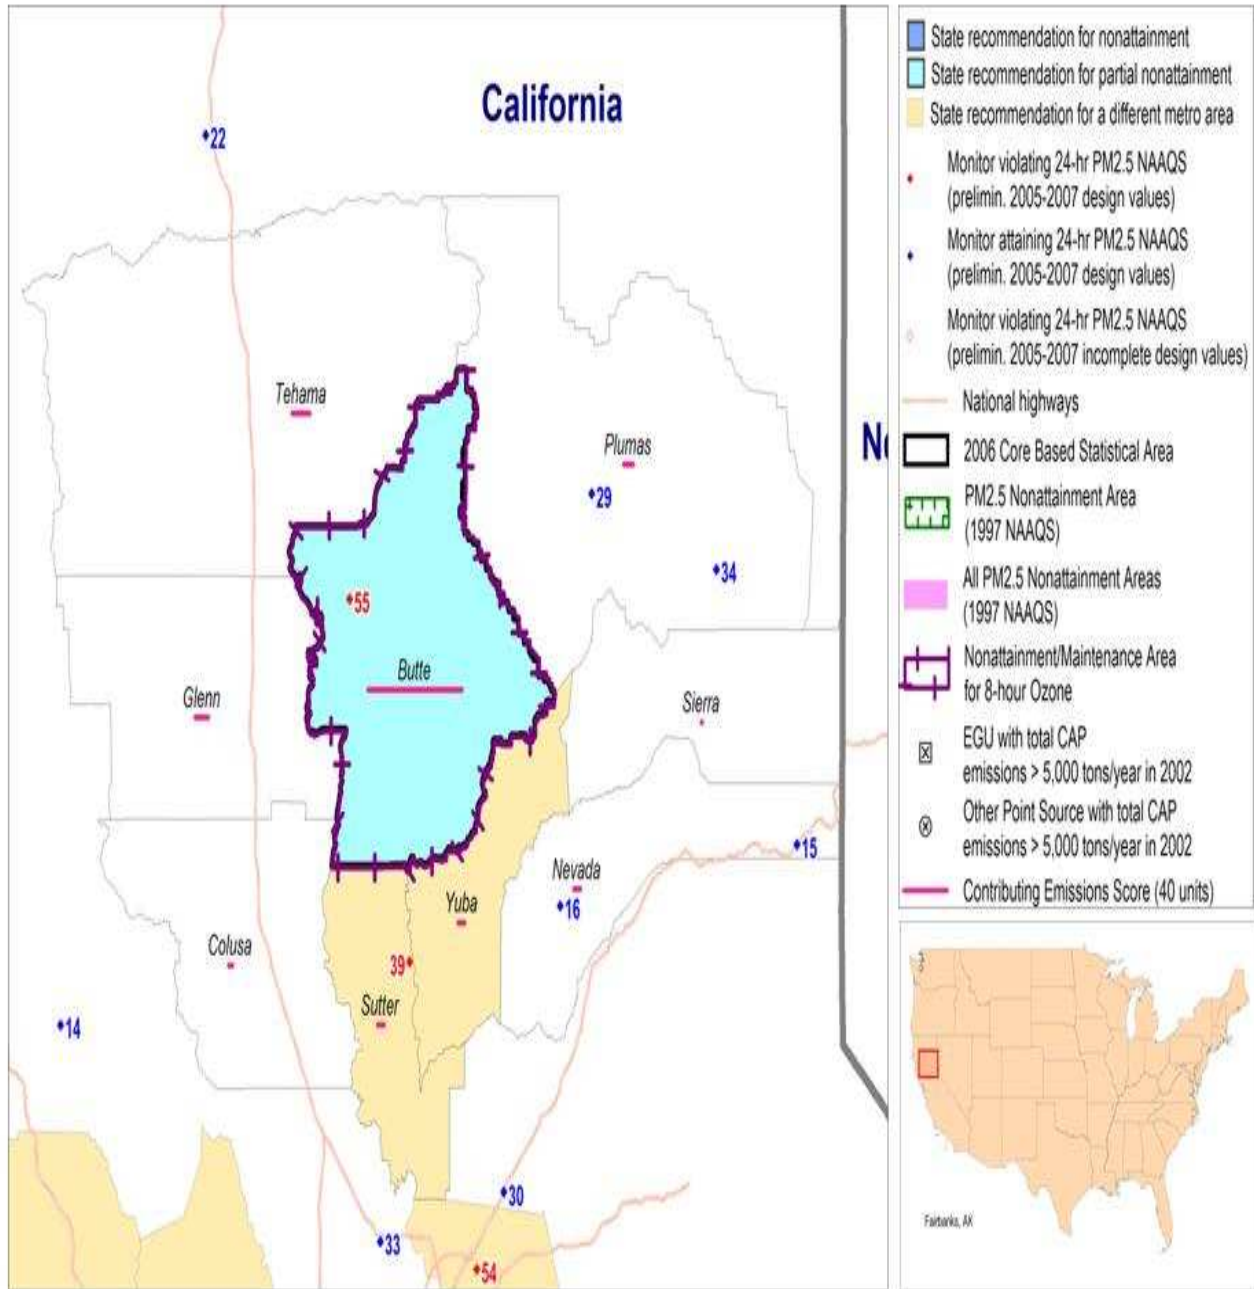 California
22
Tehama
Plumas
29
34
55
Butte
Glenn
Sierra
15
Nevada
16
Yuba
Colusa
39
Sutter
14
30
33
54
State recommendation for nonattainment
State recommendation for partial nonattainment
State recommendation for a different metro area
Monitor violating 24-hr PM2.5 NAAQS
(prelimin. 2005-2007 design values)
Monitor attaining 24-hr PM2.5 NAAQS
(prelimin. 2005-2007 design values)
Monitor violating 24-hr PM2.5 NAAQS
(prelimin. 2005-2007 incomplete design values)
National highways
2006 Core Based Statistical Area
PM2.5 Nonattainment Area
(1997 NAAQS)
All PM2.5 Nonattainment Areas
(1997 NAAQS)
Nonattainment/Maintenance Area
for 8-hour Ozone
EGU with total CAP
emissions > 5,000 tons/year in 2002
Other Point Source with total CAP
emissions > 5,000 tons/year in 2002
Contributing Emissions Score (40 units)
Fairbanks, AK